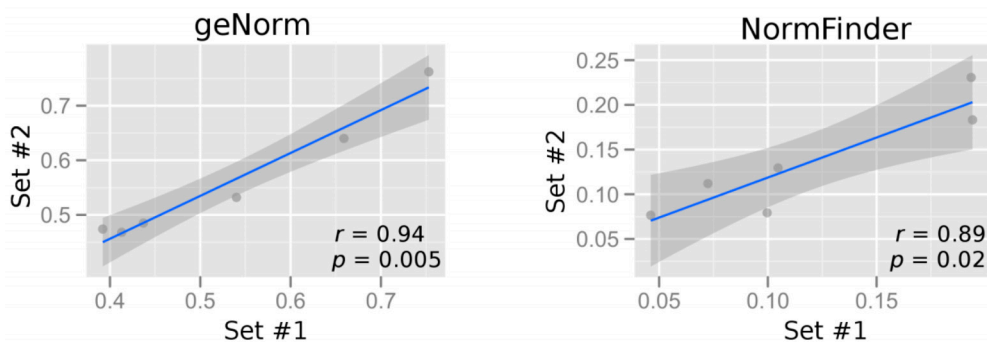 geNorm
Set #2
0.7
0.6
0.5
r = 0.94
p = 0.005
0.4 0.5 0.6 0.7
Set #1
NormFinder
Set #2
0.25
0.20
0.15
0.10
0.05
r = 0.89
p = 0.02
0.05 0.10 0.15
Set #1